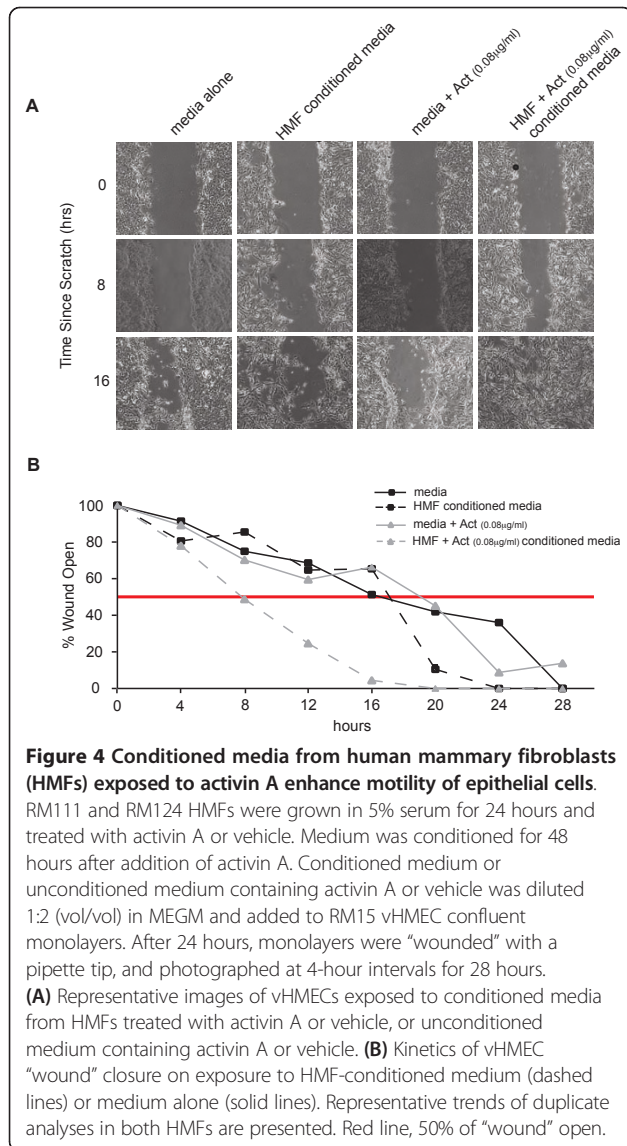 media alone
HMF conditioned media
media + Act (0.08µg/ml)
HMF + Act (0.08µg/ml)
conditioned media
A
Time Since Scratch (hrs)
0
8
16
B
% Wound Open
100
80
60
40
20
0
media
HMF conditioned media
media + Act (0.08µg/ml)
HMF + Act (0.08µg/ml) conditioned media
0 4 8 12 16 20 24 28
hours
Figure 4 Conditioned media from human mammary fibroblasts
(HMFs) exposed to activin A enhance motility of epithelial cells.
RM111 and RM124 HMFs were grown in 5% serum for 24 hours and
treated with activin A or vehicle. Medium was conditioned for 48
hours after addition of activin A. Conditioned medium or
unconditioned medium containing activin A or vehicle was diluted
1:2 (vol/vol) in MEGM and added to RM15 vHMEC confluent
monolayers. After 24 hours, monolayers were “wounded” with a
pipette tip, and photographed at 4-hour intervals for 28 hours.
(A) Representative images of vHMECs exposed to conditioned media
from HMFs treated with activin A or vehicle, or unconditioned
medium containing activin A or vehicle. (B) Kinetics of vHMEC
“wound” closure on exposure to HMF-conditioned medium (dashed
lines) or medium alone (solid lines). Representative trends of duplicate
analyses in both HMFs are presented. Red line, 50% of “wound” open.